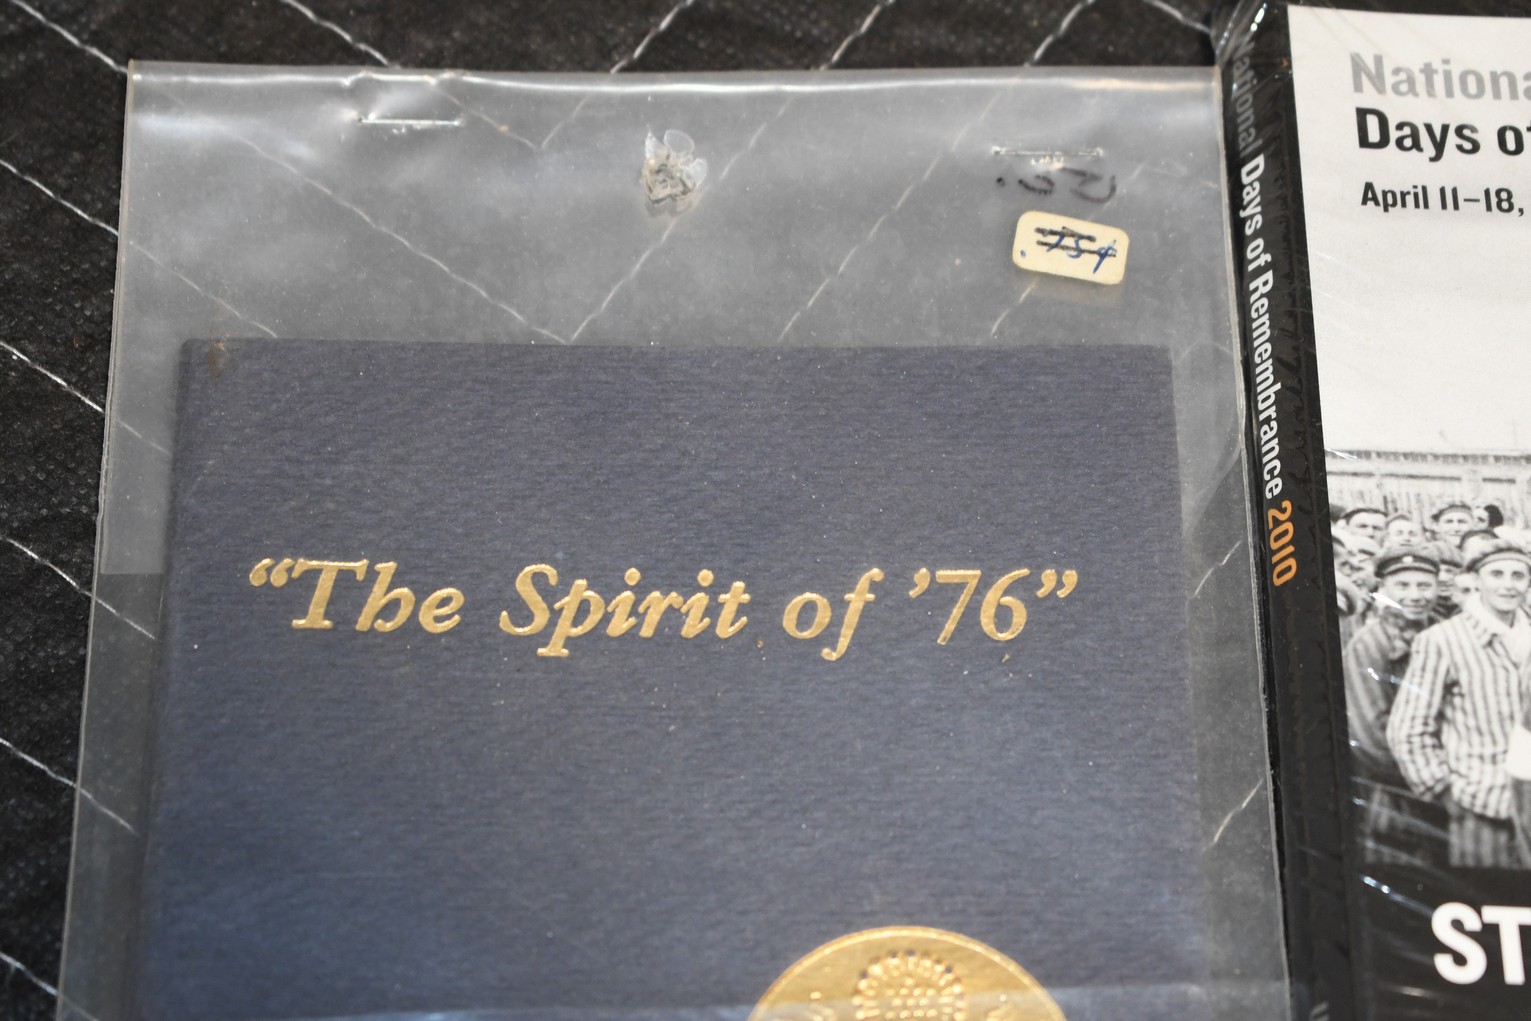 .75¢
“The Spirit of ’76”
National Days of Remembrance 2010
Nationa
Days of
April 11–18,
ST